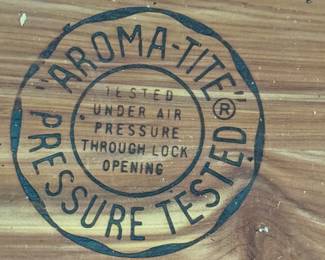 "AROMA-TITE"®
TESTED
UNDER AIR
PRESSURE
THROUGH LOCK
OPENING
PRESSURE TESTED